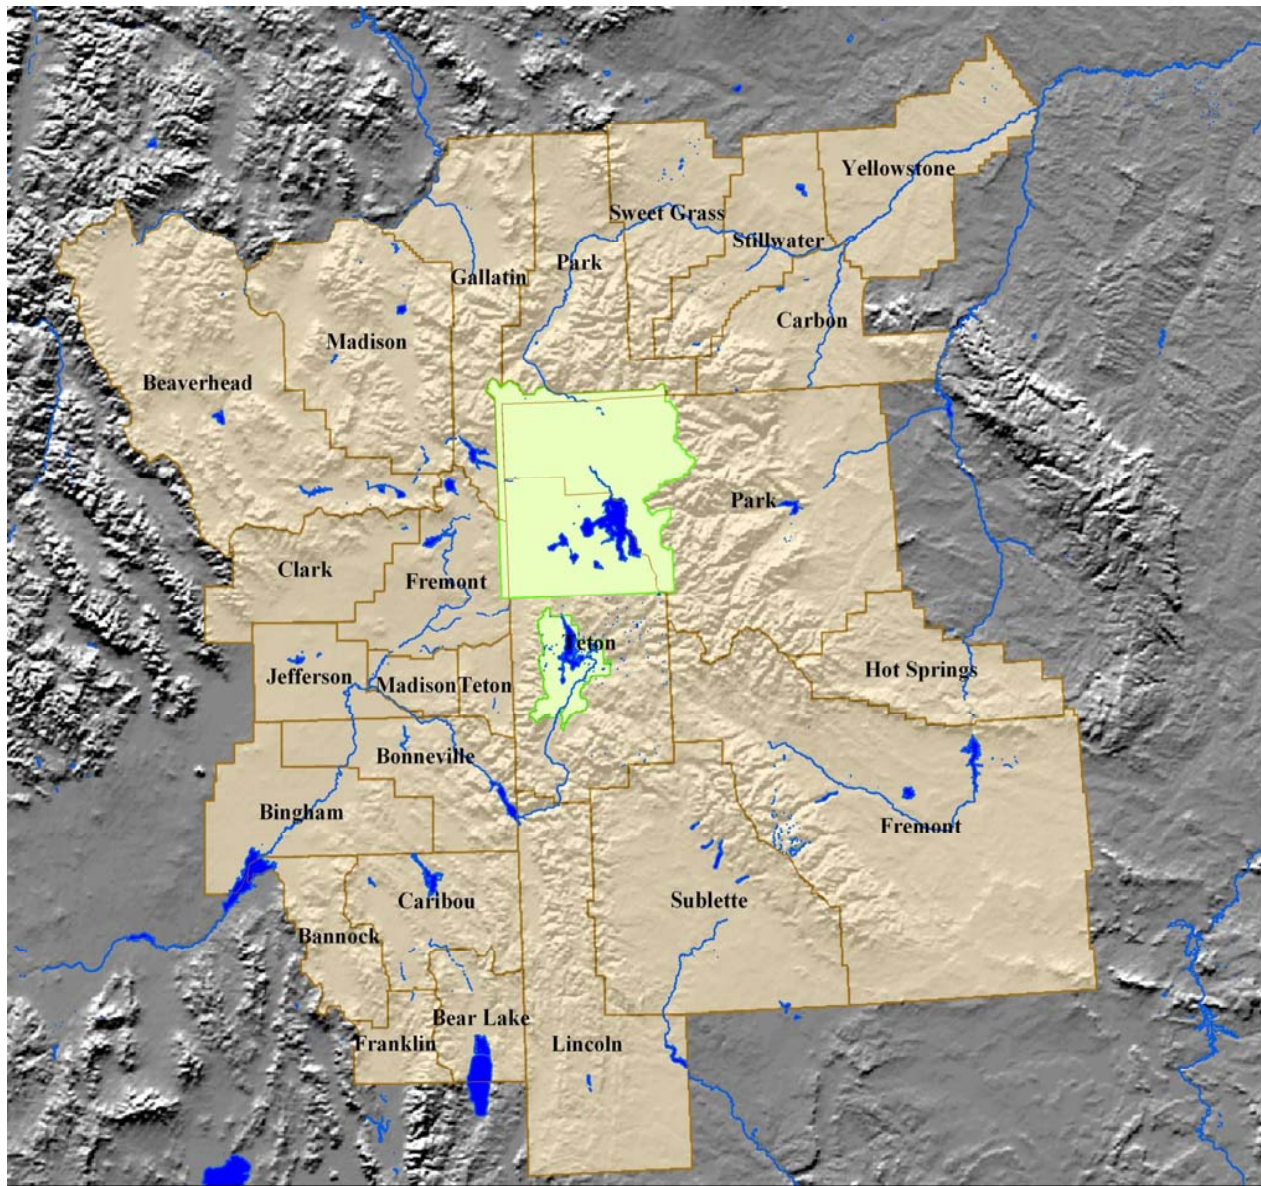 Yellowstone
Sweet Grass
Stillwater
Park
Gallatin
Carbon
Madison
Beaverhead
Park
Clark
Fremont
Teton
Hot Springs
Jefferson
Madison
Teton
Bonneville
Bingham
Fremont
Caribou
Sublette
Bannock
Bear Lake
Franklin
Lincoln